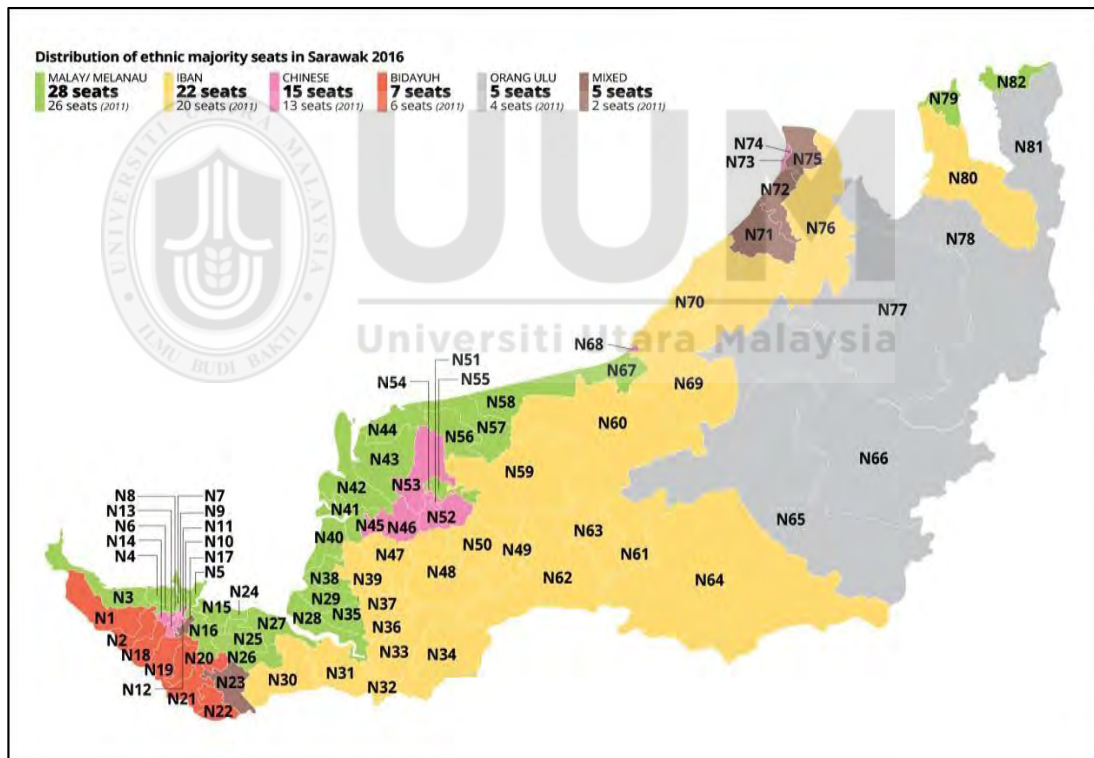 Distribution of ethnic majority seats in Sarawak 2016
MALAY/ MELANAU
28 seats
26 seats (2011)
IBAN
22 seats
20 seats (2011)
CHINESE
15 seats
13 seats (2011)
BIDAYUH
7 seats
6 seats (2011)
ORANG ULU
5 seats
4 seats (2011)
MIXED
5 seats
2 seats (2011)
UNIVERSITI UTARA MALAYSIA
ILMU BUDI BAKTI
UUM
Universiti Utara Malaysia
N82
N79
N81
N74
N73
N75
N80
N72
N71
N76
N78
N70
N77
N68
N51
N54
N55
N67
N69
N58
N44
N56
N57
N60
N43
N59
N66
N42
N53
N8
N7
N13
N9
N6
N11
N14
N10
N4
N17
N5
N41
N45
N46
N52
N65
N40
N47
N50
N49
N63
N61
N48
N62
N64
N38
N39
N24
N3
N15
N29
N37
N1
N16
N27
N28
N35
N36
N2
N25
N18
N20
N26
N33
N34
N19
N23
N30
N31
N12
N21
N32
N22